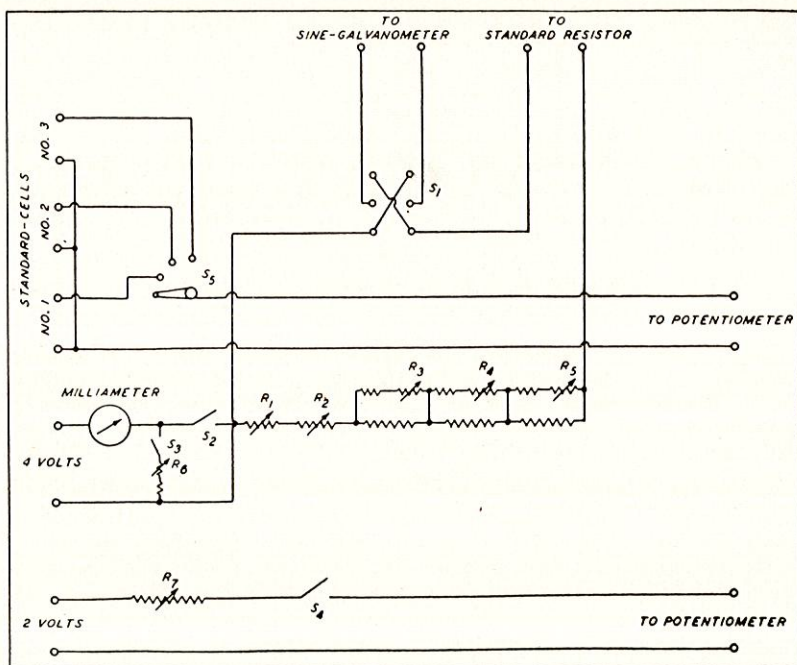 TO
SINE-GALVANOMETER
TO
STANDARD RESISTOR
STANDARD-CELLS
NO. 3
NO. 2
NO. 1
S1
S5
TO POTENTIOMETER
MILLIAMETER
R1
R2
R3
R4
R5
S2
S3
R6
4 VOLTS
R7
S4
2 VOLTS
TO POTENTIOMETER